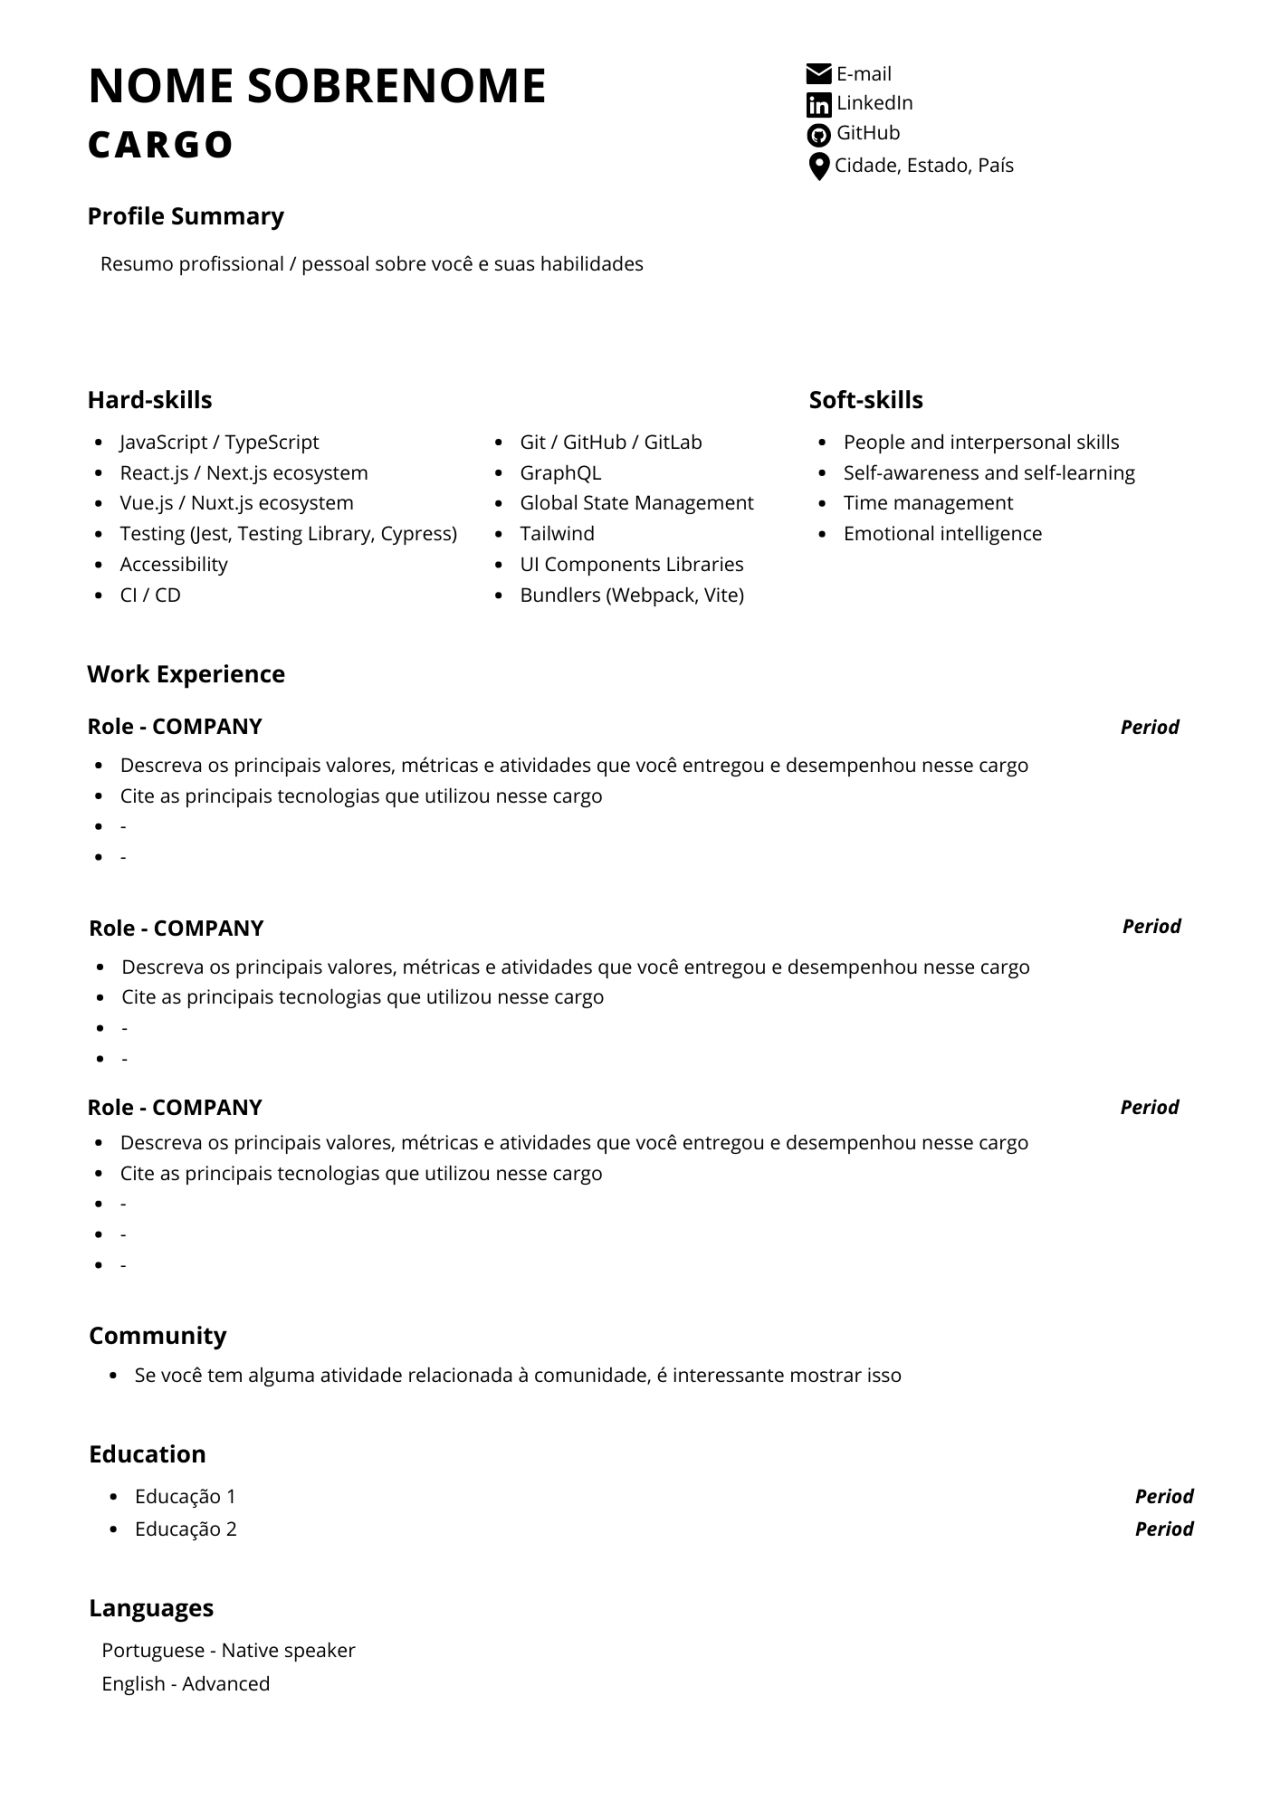 NOME SOBRENOME
CARGO
E-mail
LinkedIn
GitHub
Cidade, Estado, País
Profile Summary
Resumo profissional / pessoal sobre você e suas habilidades
Hard-skills
• JavaScript / TypeScript
• React.js / Next.js ecosystem
• Vue.js / Nuxt.js ecosystem
• Testing (Jest, Testing Library, Cypress)
• Accessibility
• CI / CD
• Git / GitHub / GitLab
• GraphQL
• Global State Management
• Tailwind
• UI Components Libraries
• Bundlers (Webpack, Vite)
Soft-skills
• People and interpersonal skills
• Self-awareness and self-learning
• Time management
• Emotional intelligence
Work Experience
Role - COMPANY Period
• Descreva os principais valores, métricas e atividades que você entregou e desempenhou nesse cargo
• Cite as principais tecnologias que utilizou nesse cargo
• -
• -
Role - COMPANY Period
• Descreva os principais valores, métricas e atividades que você entregou e desempenhou nesse cargo
• Cite as principais tecnologias que utilizou nesse cargo
• -
• -
Role - COMPANY Period
• Descreva os principais valores, métricas e atividades que você entregou e desempenhou nesse cargo
• Cite as principais tecnologias que utilizou nesse cargo
• -
• -
• -
Community
• Se você tem alguma atividade relacionada à comunidade, é interessante mostrar isso
Education
• Educação 1 Period
• Educação 2 Period
Languages
Portuguese - Native speaker
English - Advanced